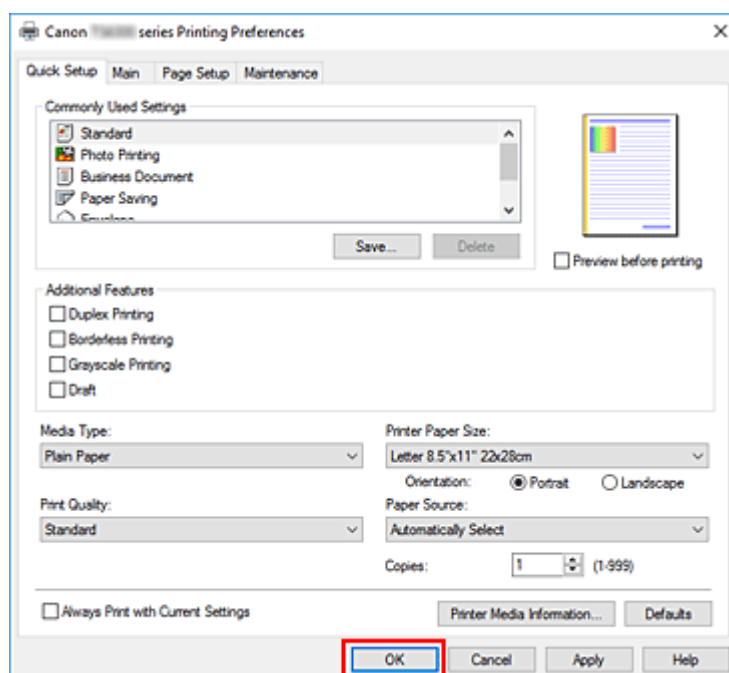 Canon series Printing Preferences
Quick Setup Main Page Setup Maintenance
Commonly Used Settings
Standard
Photo Printing
Business Document
Paper Saving
Envelope
Save... Delete
Preview before printing
Additional Features
Duplex Printing
Borderless Printing
Grayscale Printing
Draft
Media Type: Printer Paper Size:
Plain Paper Letter 8.5"x11" 22x28cm
Orientation: Portrait Landscape
Print Quality: Paper Source:
Standard Automatically Select
Copies: 1 (1-999)
Always Print with Current Settings Printer Media Information... Defaults
OK Cancel Apply Help